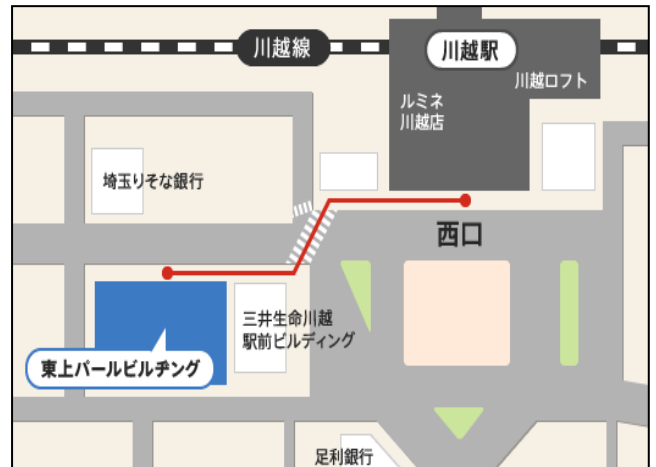 川越線
川越駅
川越ロフト
ルミネ
川越店
埼玉りそな銀行
西口
三井生命川越
駅前ビルディング
東上パールビルヂング
足利銀行